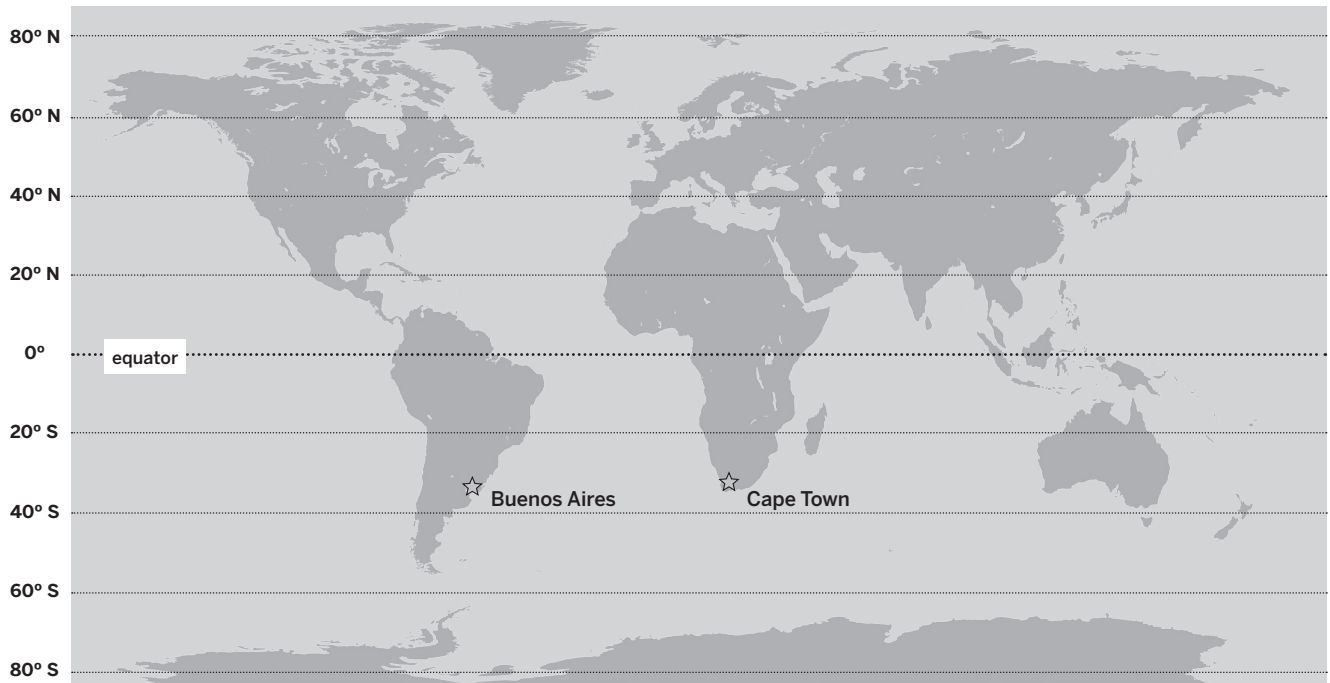 80º N
60º N
40º N
20º N
0º
equator
20º S
Buenos Aires
Cape Town
40º S
60º S
80º S